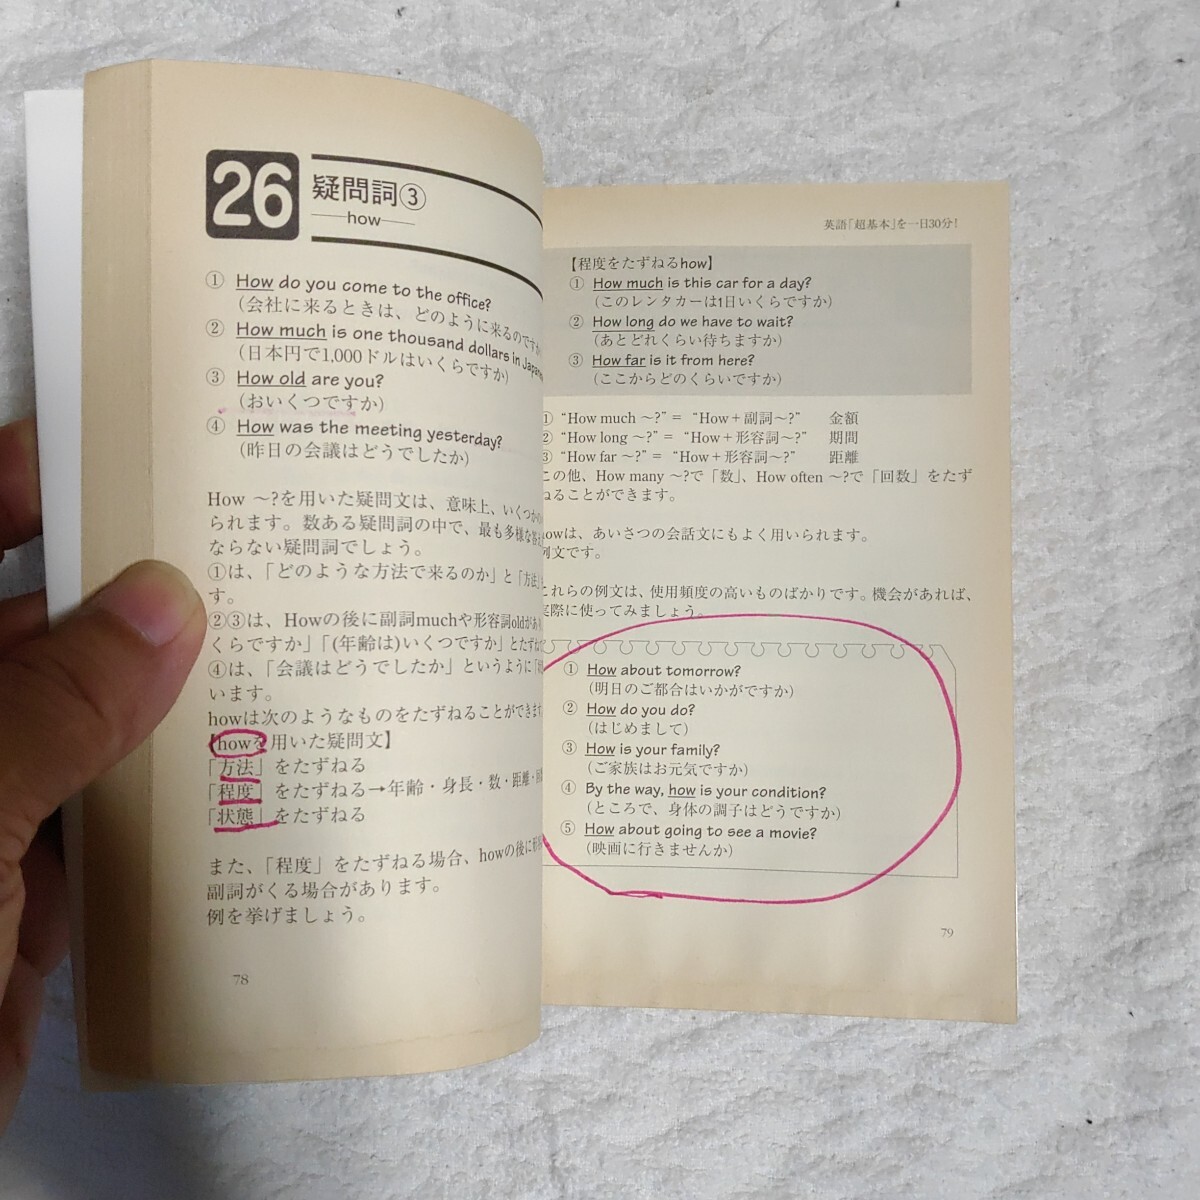 26 疑問詞③
how
① How do you come to the office?
(会社に来るときは、どのように来るのですか
② How much is one thousand dollars in Japanese
(日本円で1,000ドルはいくらですか)
③ How old are you?
(おいくつですか)
④ How was the meeting yesterday?
(昨日の会議はどうでしたか)
How ～?を用いた疑問文は、意味上、いくつかの
られます。数ある疑問詞の中で、最も多様な答え
ならない疑問詞でしょう。
①は、「どのような方法で来るのか」と「方法」
す。
②③は、Howの後に副詞muchや形容詞oldがあり
くらですか」「(年齢は)いくつですか」とたずね
④は、「会議はどうでしたか」というように「
います。
howは次のようなものをたずねることができます
【howを用いた疑問文】
「方法」をたずねる
「程度」をたずねる→年齢・身長・数・距離・
「状態」をたずねる
また、「程度」をたずねる場合、howの後に形
副詞がくる場合があります。
例を挙げましょう。
78
英語「超基本」を一日30分!
【程度をたずねるhow】
① How much is this car for a day?
(このレンタカーは1日いくらですか)
② How long do we have to wait?
(あとどれくらい待ちますか)
③ How far is it from here?
(ここからどのくらいですか)
① “How much ～?” = “How+副詞～?” 金額
② “How long ～?” = “How+形容詞～?” 期間
③ “How far ～?” = “How+形容詞～?” 距離
この他、How many ～?で「数」、How often ～?で「回数」をたず
ねることができます。
howは、あいさつの会話文にもよく用いられます。
例文です。
これらの例文は、使用頻度の高いものばかりです。機会があれば、
実際に使ってみましょう。
① How about tomorrow?
(明日のご都合はいかがですか)
② How do you do?
(はじめまして)
③ How is your family?
(ご家族はお元気ですか)
④ By the way, how is your condition?
(ところで、身体の調子はどうですか)
⑤ How about going to see a movie?
(映画に行きませんか)
79